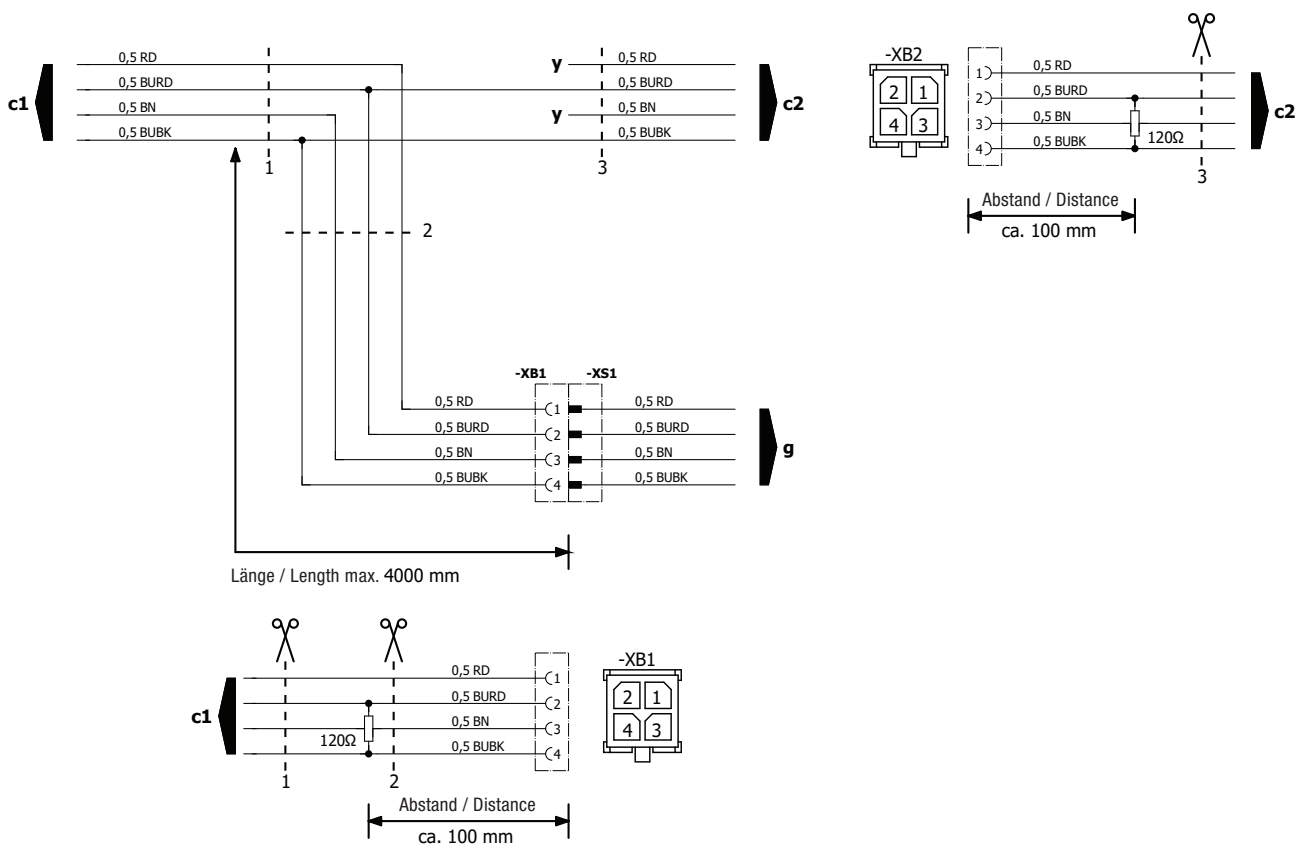 0,5 RD
0,5 BURD
0,5 BN
0,5 BUBK
c1
1
y
y
0,5 RD
0,5 BURD
0,5 BN
0,5 BUBK
3
c2
-XB2
2 1
4 3
1
2
3
4
0,5 RD
0,5 BURD
0,5 BN
0,5 BUBK
120Ω
3
c2
Abstand / Distance
ca. 100 mm
2
-XB1 -XS1
0,5 RD 1 0,5 RD
0,5 BURD 2 0,5 BURD
0,5 BN 3 0,5 BN
0,5 BUBK 4 0,5 BUBK
g
Länge / Length max. 4000 mm
c1
0,5 RD 1
0,5 BURD 2
0,5 BN 3
120Ω
0,5 BUBK 4
1 2
-XB1
2 1
4 3
Abstand / Distance
ca. 100 mm